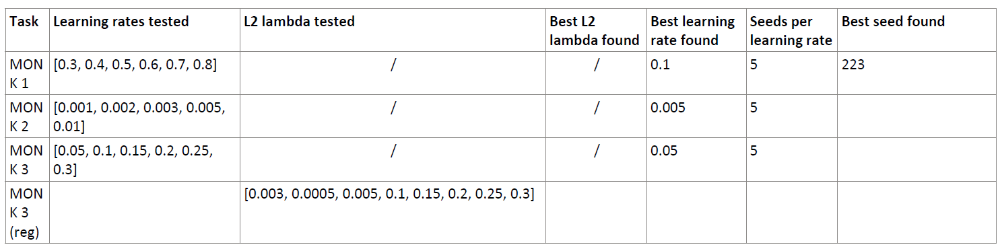 Task Learning rates tested L2 lambda tested Best L2 lambda found Best learning rate found Seeds per learning rate Best seed found
MON K 1 [0.3, 0.4, 0.5, 0.6, 0.7, 0.8] / / 0.1 5 223
MON K 2 [0.001, 0.002, 0.003, 0.005, 0.01] / / 0.005 5
MON K 3 [0.05, 0.1, 0.15, 0.2, 0.25, 0.3] / / 0.05 5
MON K 3 (reg) [0.003, 0.0005, 0.005, 0.1, 0.15, 0.2, 0.25, 0.3]